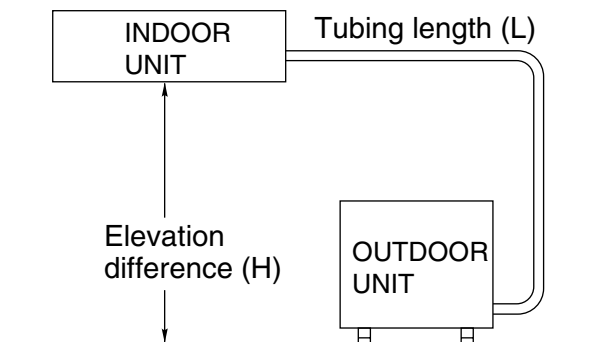 INDOOR
UNIT
Tubing length (L)
Elevation
difference (H)
OUTDOOR
UNIT